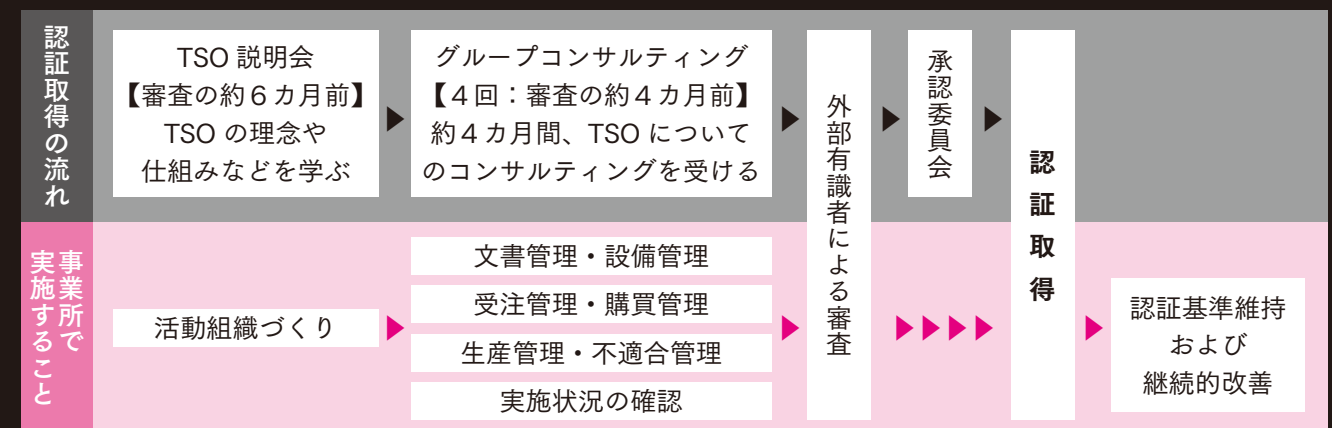 認証取得の流れ
TSO 説明会
【審査の約６カ月前】
TSO の理念や
仕組みなどを学ぶ
グループコンサルティング
【４回：審査の約４カ月前】
約４カ月間、TSO について
のコンサルティングを受ける
外部有識者による審査
承認委員会
認証取得
事業所で
実施すること
活動組織づくり
文書管理・設備管理
受注管理・購買管理
生産管理・不適合管理
実施状況の確認
認証基準維持
および
継続的改善